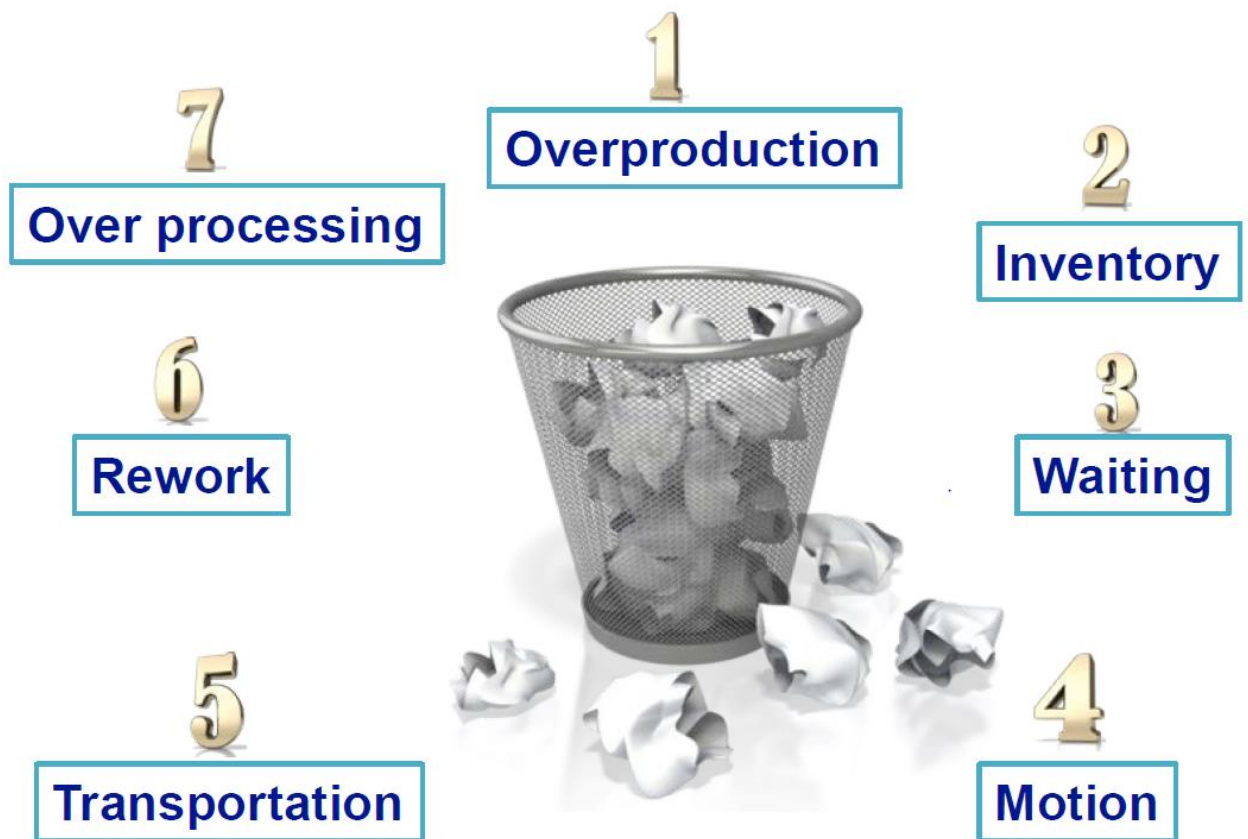 1
Overproduction
2
Inventory
3
Waiting
4
Motion
5
Transportation
6
Rework
7
Over processing